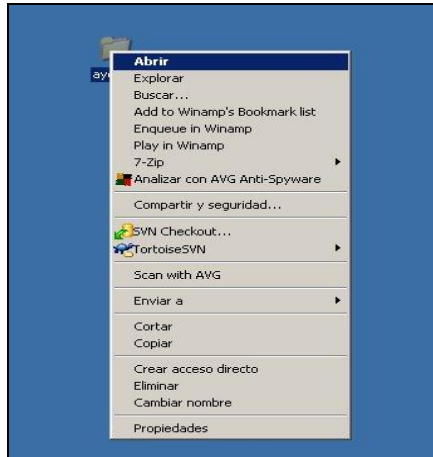 Abrir
Explorar
Buscar...
Add to Winamp's Bookmark list
Enqueue in Winamp
Play in Winamp
7-Zip
Analizar con AVG Anti-Spyware
Compartir y seguridad...
SVN Checkout...
TortoiseSVN
Scan with AVG
Enviar a
Cortar
Copiar
Crear acceso directo
Eliminar
Cambiar nombre
Propiedades